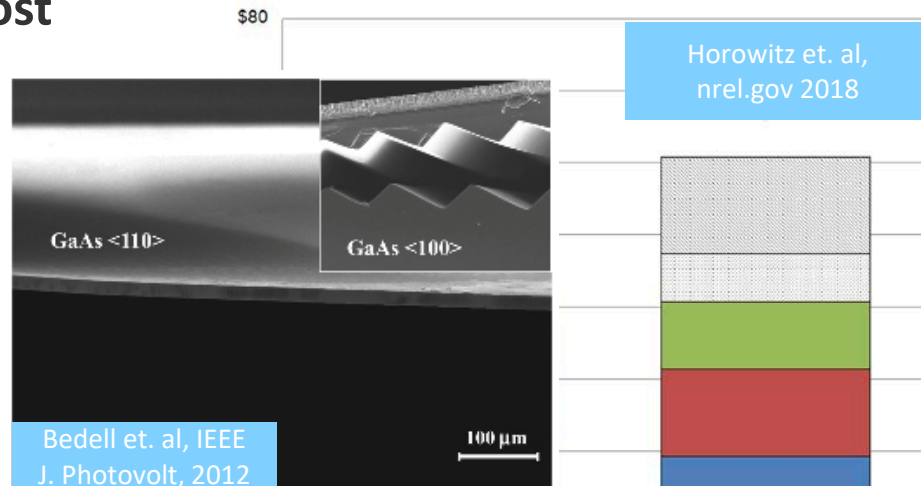 ost
$80
Horowitz et. al,
nrel.gov 2018
GaAs <110>
GaAs <100>
100 μm
Bedell et. al, IEEE
J. Photovolt, 2012